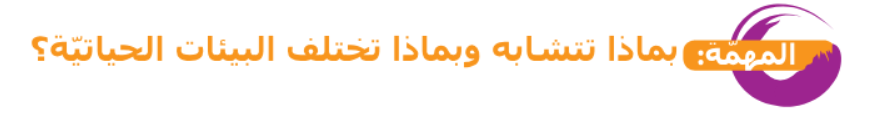 المهمّة: بماذا تتشابه وبماذا تختلف البيئات الحياتيّة؟